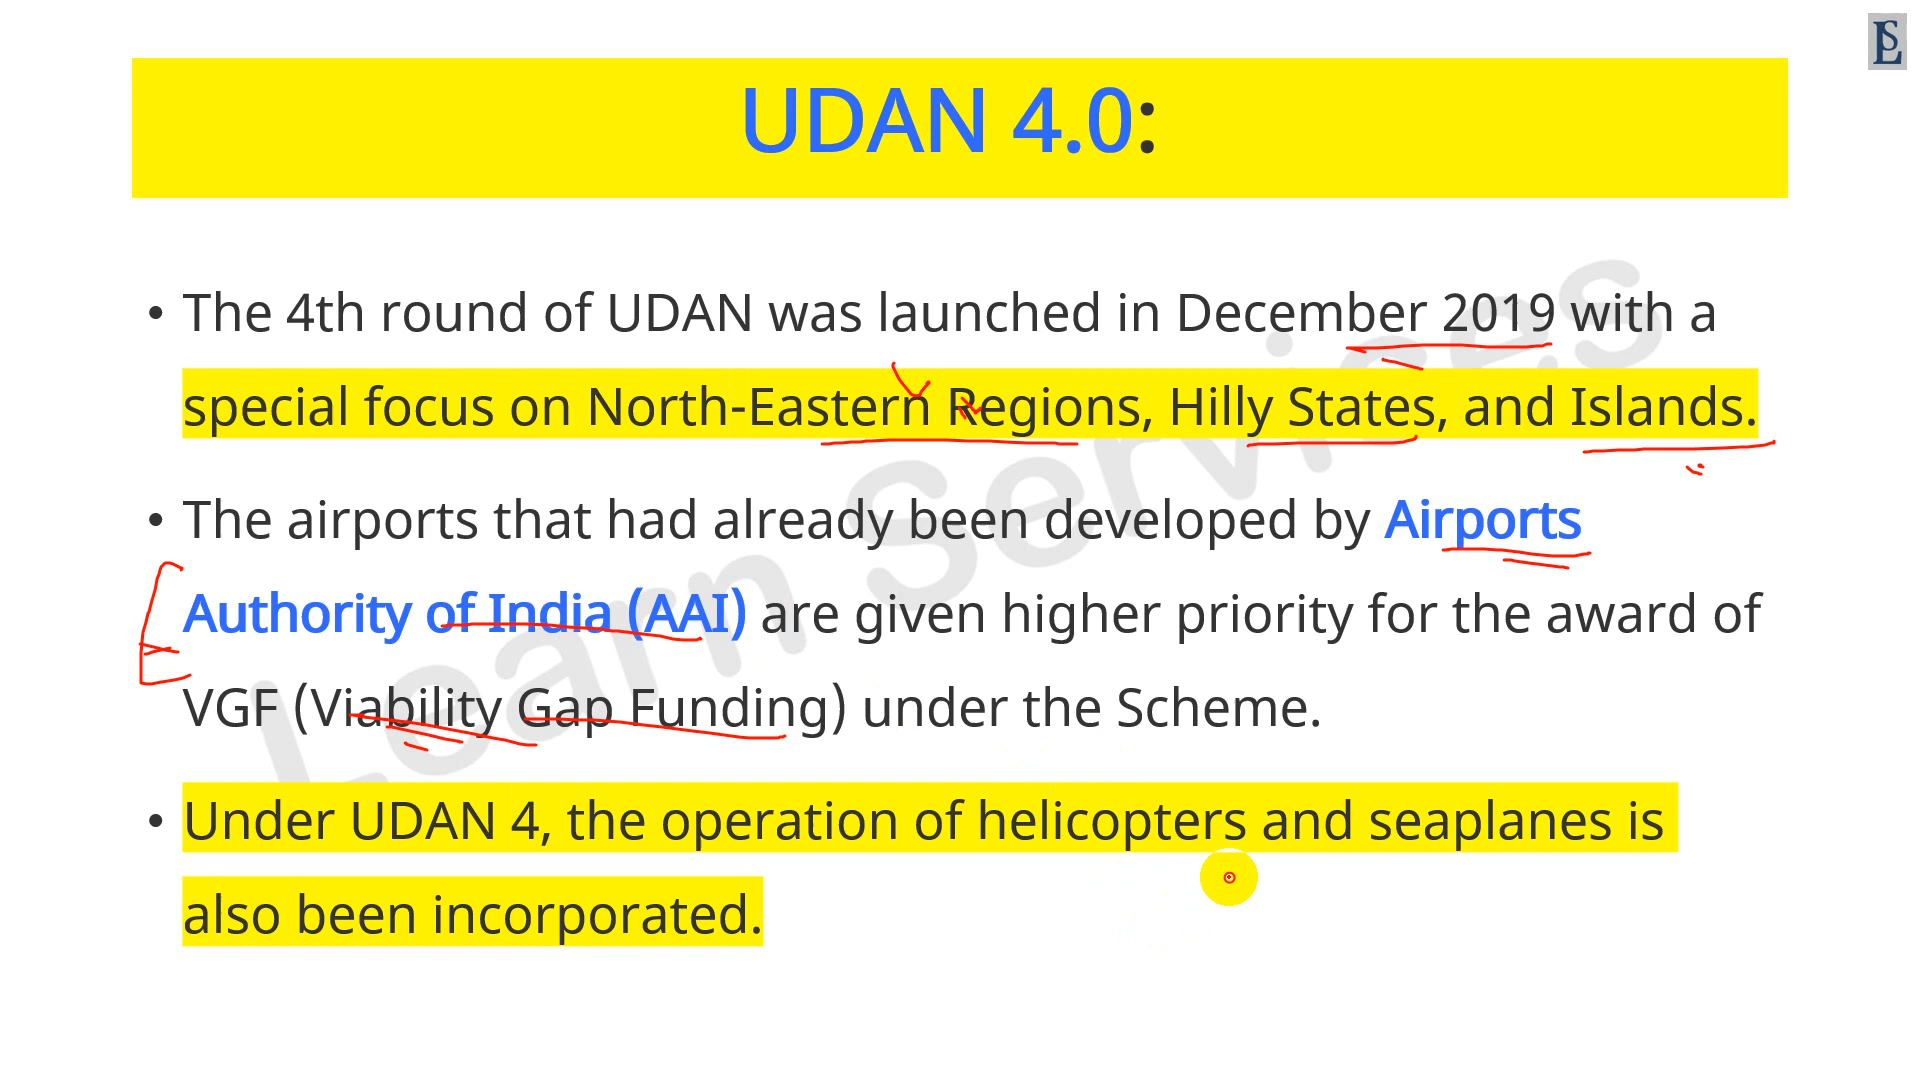 UDAN 4.0:
• The 4th round of UDAN was launched in December 2019 with a
special focus on North-Eastern Regions, Hilly States, and Islands.
• The airports that had already been developed by Airports
Authority of India (AAI) are given higher priority for the award of
VGF (Viability Gap Funding) under the Scheme.
• Under UDAN 4, the operation of helicopters and seaplanes is
also been incorporated.
Learn Services
LS